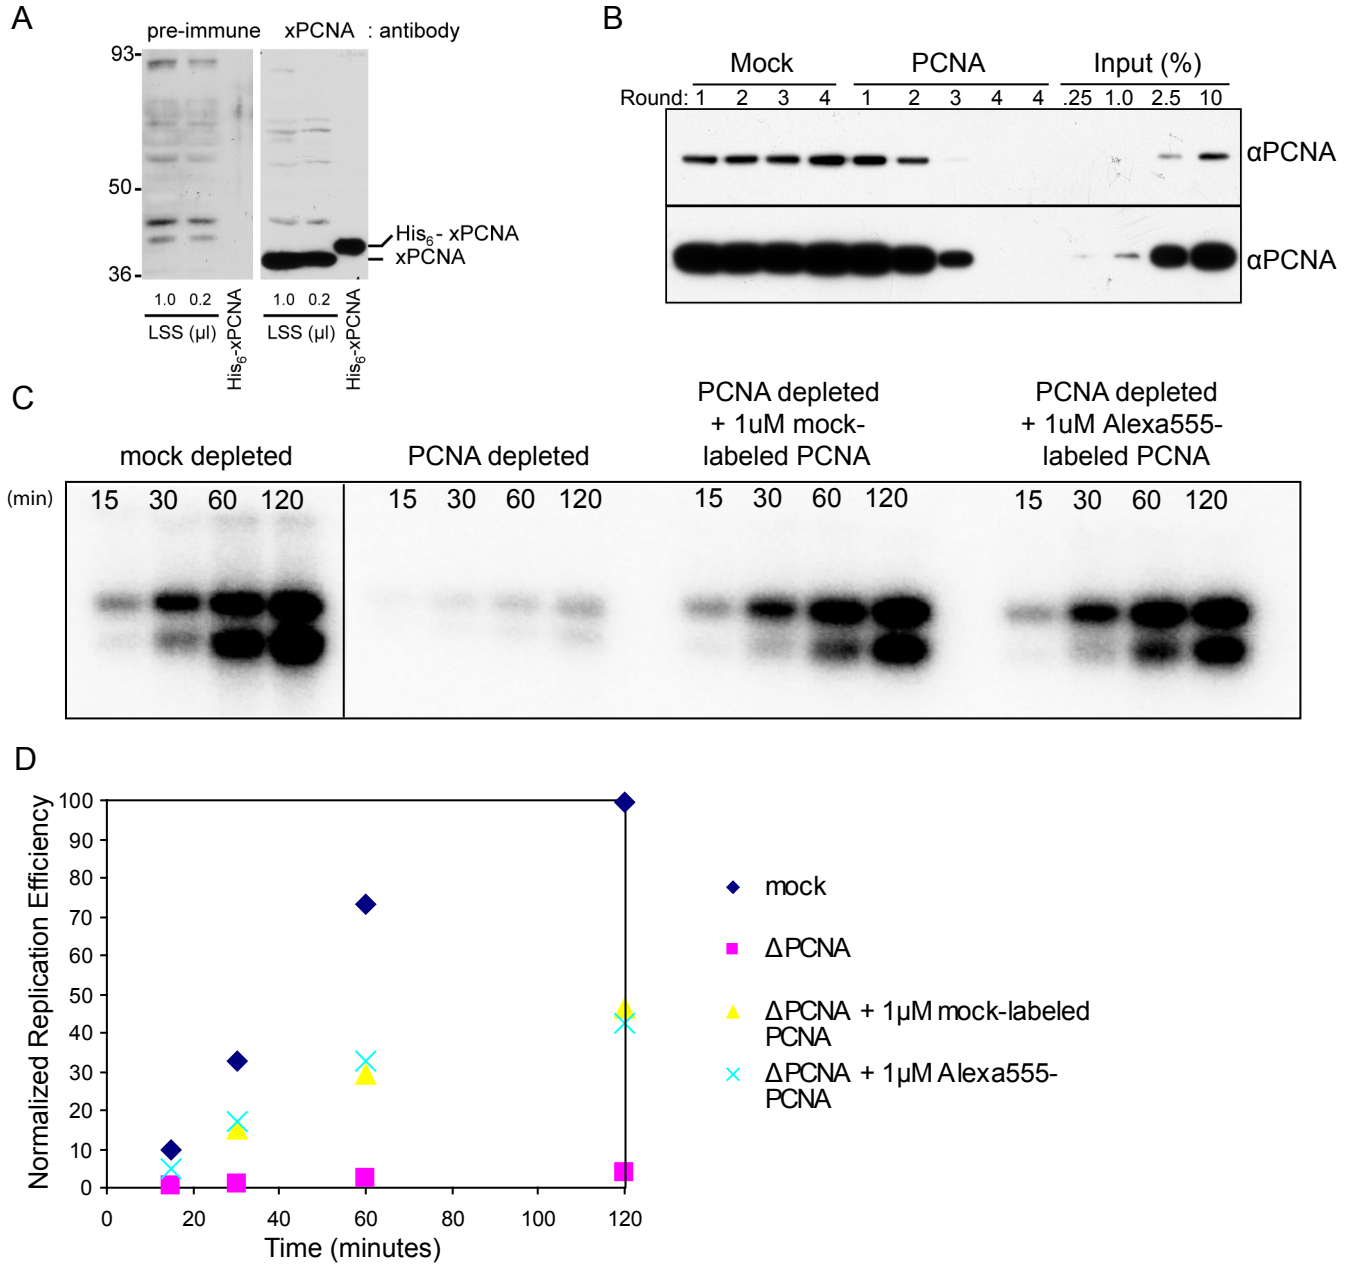 A
pre-immune xPCNA : antibody
93
50
36
His6- xPCNA
xPCNA
1.0 0.2 1.0 0.2
LSS (µl) LSS (µl)
His6-xPCNA
His6-xPCNA
B
Mock PCNA Input (%)
Round: 1 2 3 4 1 2 3 4 4 .25 1.0 2.5 10
αPCNA
αPCNA
C
mock depleted
PCNA depleted
PCNA depleted
+ 1uM mock-
labeled PCNA
PCNA depleted
+ 1uM Alexa555-
labeled PCNA
(min) 15 30 60 120 15 30 60 120 15 30 60 120 15 30 60 120
D
Normalized Replication Efficiency
100
90
80
70
60
50
40
30
20
10
0
0 20 40 60 80 100 120
Time (minutes)
mock
ΔPCNA
ΔPCNA + 1µM mock-labeled
PCNA
ΔPCNA + 1µM Alexa555-
PCNA